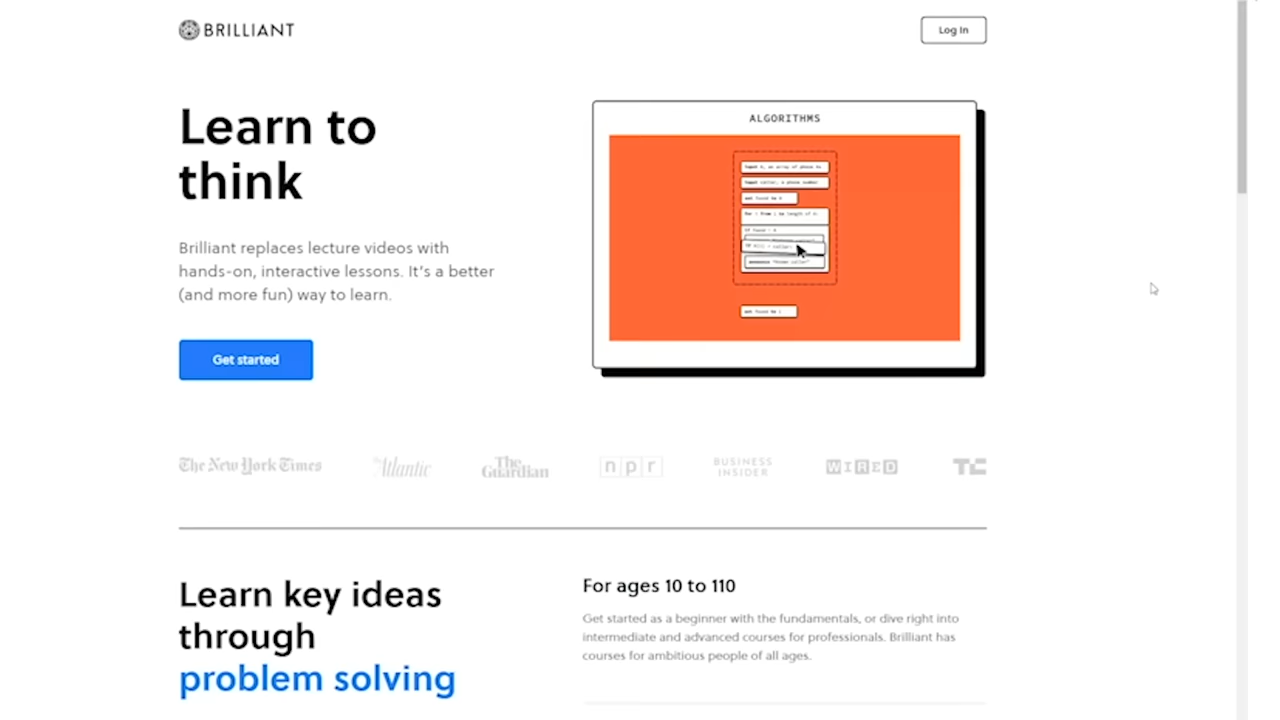 BRILLIANT
Log In
Learn to
think
Brilliant replaces lecture videos with
hands-on, interactive lessons. It's a better
(and more fun) way to learn.
Get started
ALGORITHMS
The New York Times
The Atlantic
The
Guardian
npr
BUSINESS
INSIDER
WIRED
TC
Learn key ideas
through
problem solving
For ages 10 to 110
Get started as a beginner with the fundamentals, or dive right into
intermediate and advanced courses for professionals. Brilliant has
courses for ambitious people of all ages.